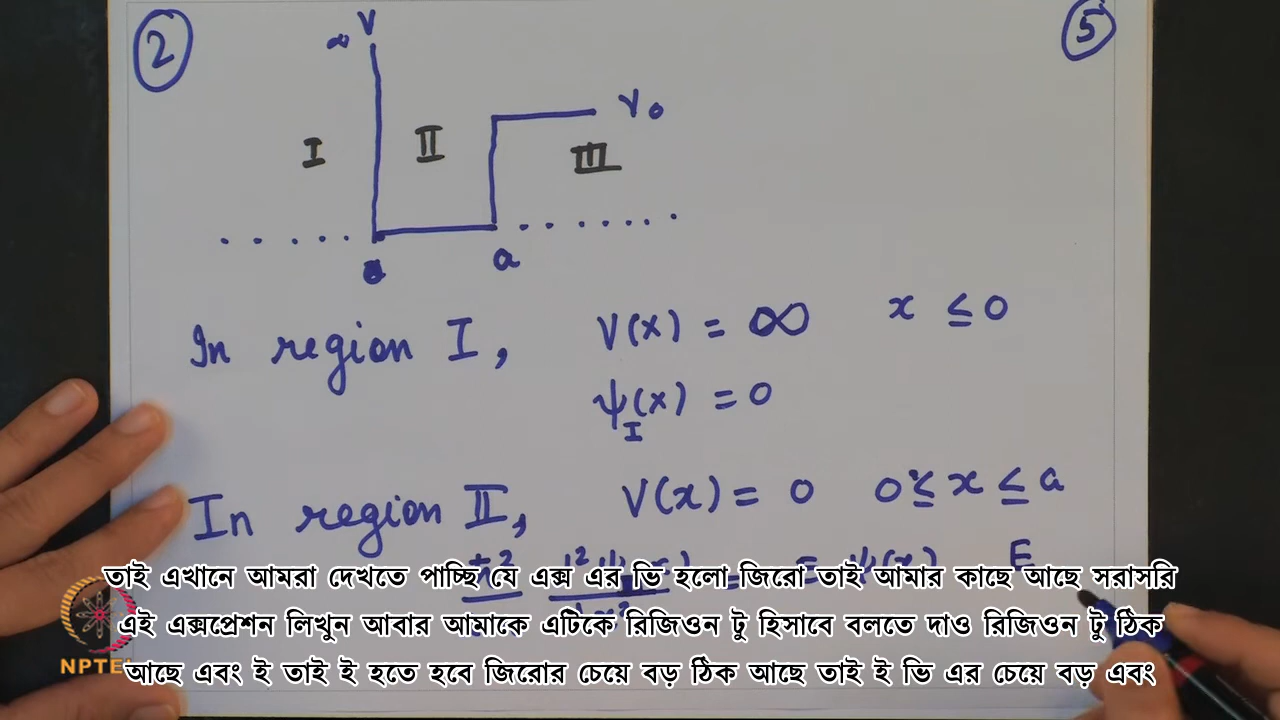 2
5
∞ V
V₀
I II III
0 a
In region I, V(x) = ∞ x ≤ 0
ψ_I(x) = 0
In region II, V(x) = 0 0 ≤ x ≤ a
E
তাই এখানে আমরা দেখতে পাচ্ছি যে এক্স এর ভি হলো জিরো তাই আমার কাছে আছে সরাসরি
এই এক্সপ্রেশন লিখুন আবার আমাকে এটিকে রিজিওন টু হিসাবে বলতে দাও রিজিওন টু ঠিক
আছে এবং ই তাই ই হতে হবে জিরোর চেয়ে বড় ঠিক আছে তাই ই ভি এর চেয়ে বড় এবং
NPTEL